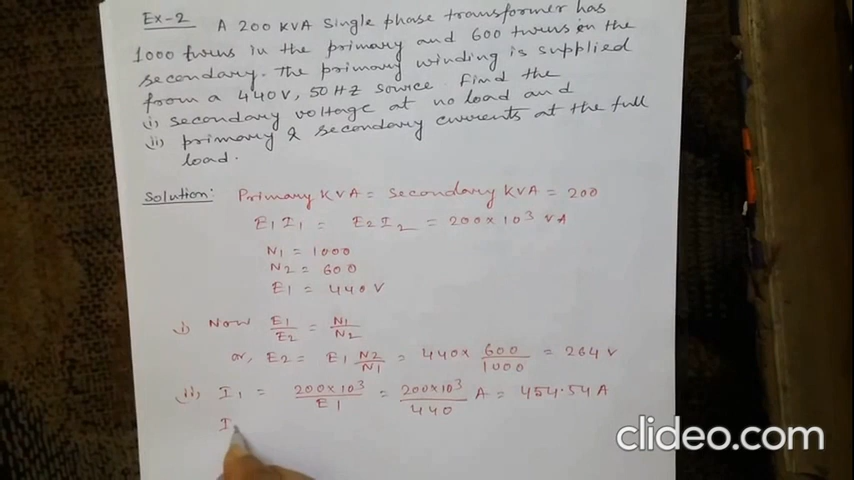 Ex-2 A 200 KVA Single phase transformer has
1000 turns in the primary and 600 turns in the
secondary. The primary winding is supplied
from a 440V, 50 HZ source. Find the
i) secondary voltage at no load and
ii) primary & secondary currents at the full
load.
Solution: Primary KVA = Secondary KVA = 200
E1 I1 = E2 I2 = 200×10³ VA
N1 = 1000
N2 = 600
E1 = 440 V
i) Now E1/E2 = N1/N2
or, E2 = E1 N2/N1 = 440× 600/1000 = 264 V
ii) I1 = 200×10³/E1 = 200×10³/440 A = 454.54 A
I
clideo.com